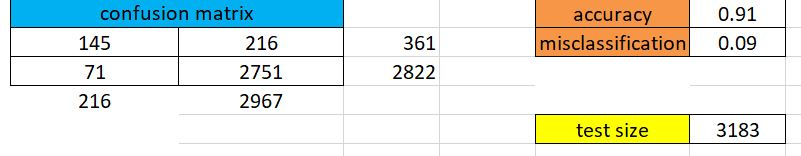 confusion matrix accuracy 0.91
145 216 361 misclassification 0.09
71 2751 2822
216 2967
test size 3183